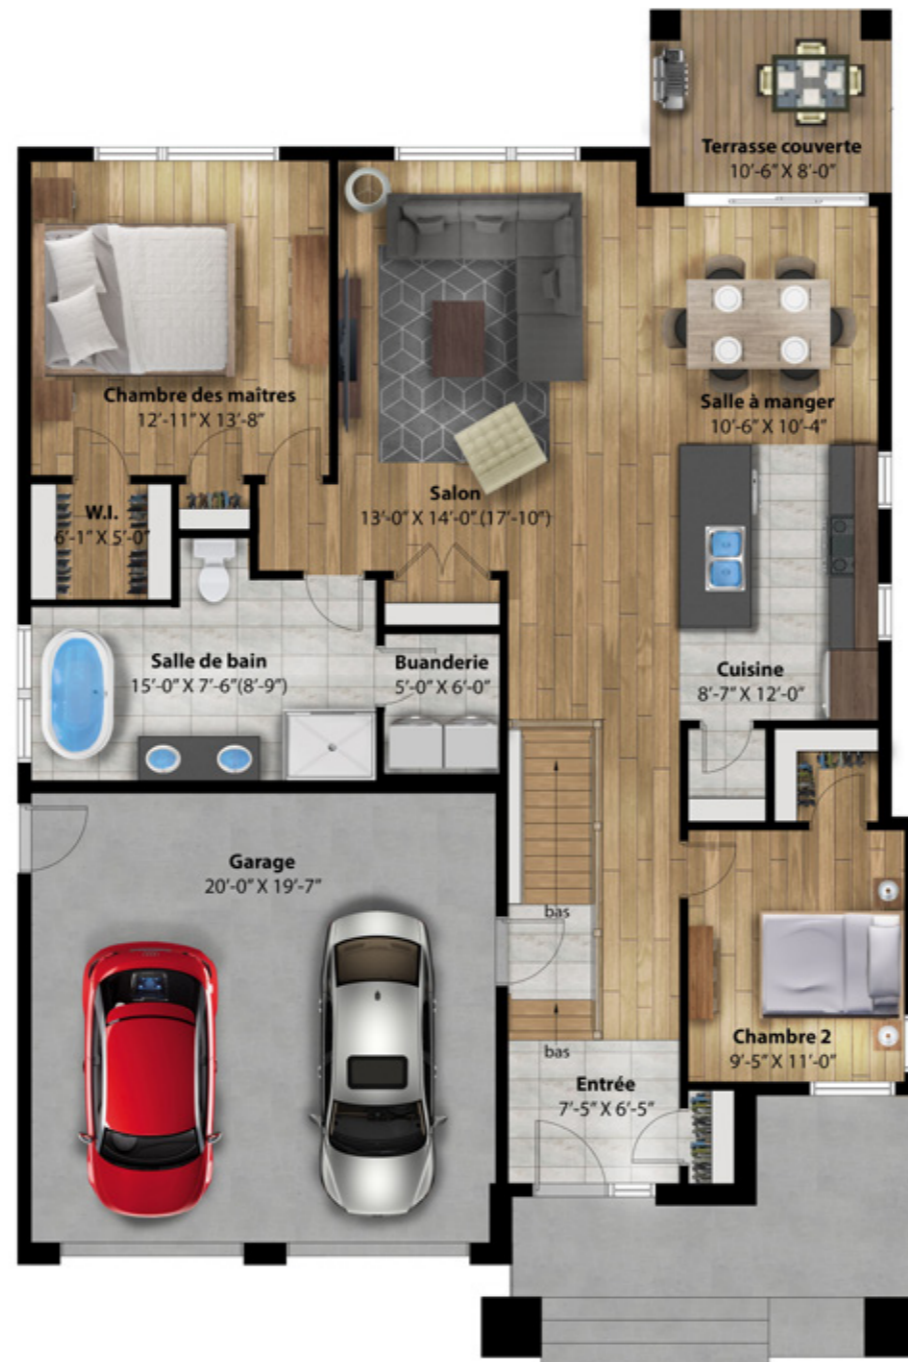 Terrasse couverte
10'-6" X 8'-0"
Chambre des maîtres
12'-11" X 13'-8"
Salle à manger
10'-6" X 10'-4"
Salon
13'-0" X 14'-0"(17'-10")
W.I.
6'-1" X 5'-0"
Salle de bain
15'-0" X 7'-6"(8'-9")
Buanderie
5'-0" X 6'-0"
Cuisine
8'-7" X 12'-0"
Garage
20'-0" X 19'-7"
bas
Chambre 2
9'-5" X 11'-0"
bas
Entrée
7'-5" X 6'-5"